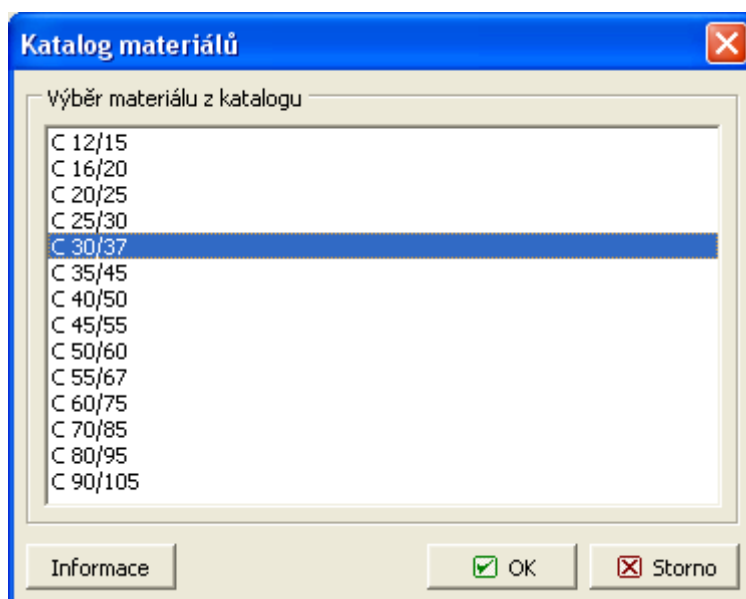 Katalog materiálů
Výběr materiálu z katalogu
C 12/15
C 16/20
C 20/25
C 25/30
C 30/37
C 35/45
C 40/50
C 45/55
C 50/60
C 55/67
C 60/75
C 70/85
C 80/95
C 90/105
Informace OK Storno